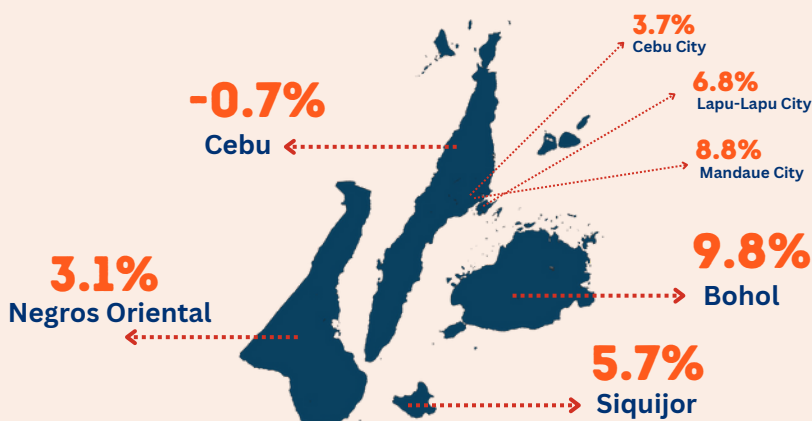 3.7%
Cebu City
-0.7%
Cebu
6.8%
Lapu-Lapu City
8.8%
Mandaue City
3.1%
Negros Oriental
9.8%
Bohol
5.7%
Siquijor